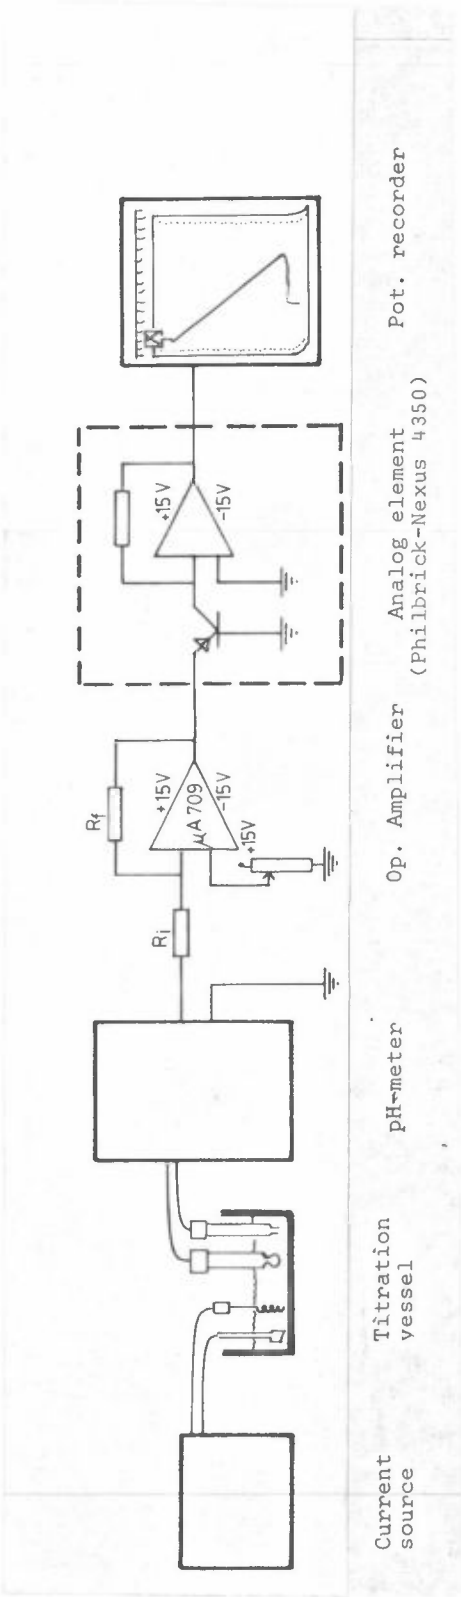 Rᵢ
R_f
+15V
μA 709
-15V
+15V
+15V
-15V
Current
source
Titration
vessel
pH-meter
Op. Amplifier
Analog element
(Philbrick-Nexus 4350)
Pot. recorder